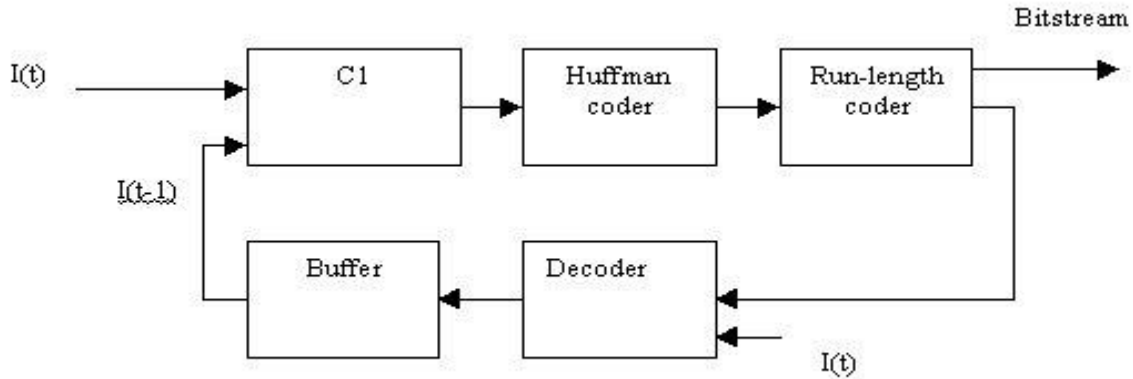 Bitstream
I(t)
C1
Huffman
coder
Run-length
coder
I(t-1)
Buffer
Decoder
I(t)